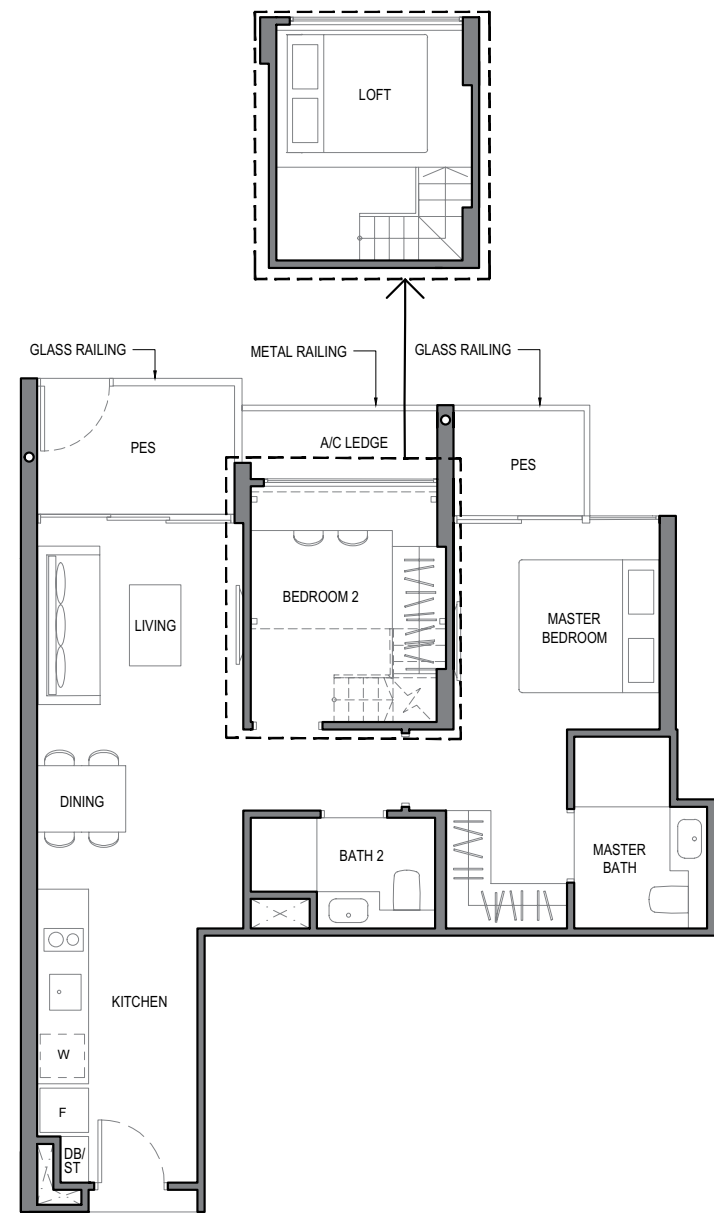 LOFT
GLASS RAILING
METAL RAILING
GLASS RAILING
PES
A/C LEDGE
PES
BEDROOM 2
LIVING
MASTER
BEDROOM
DINING
BATH 2
MASTER
BATH
KITCHEN
W
F
DB/
ST